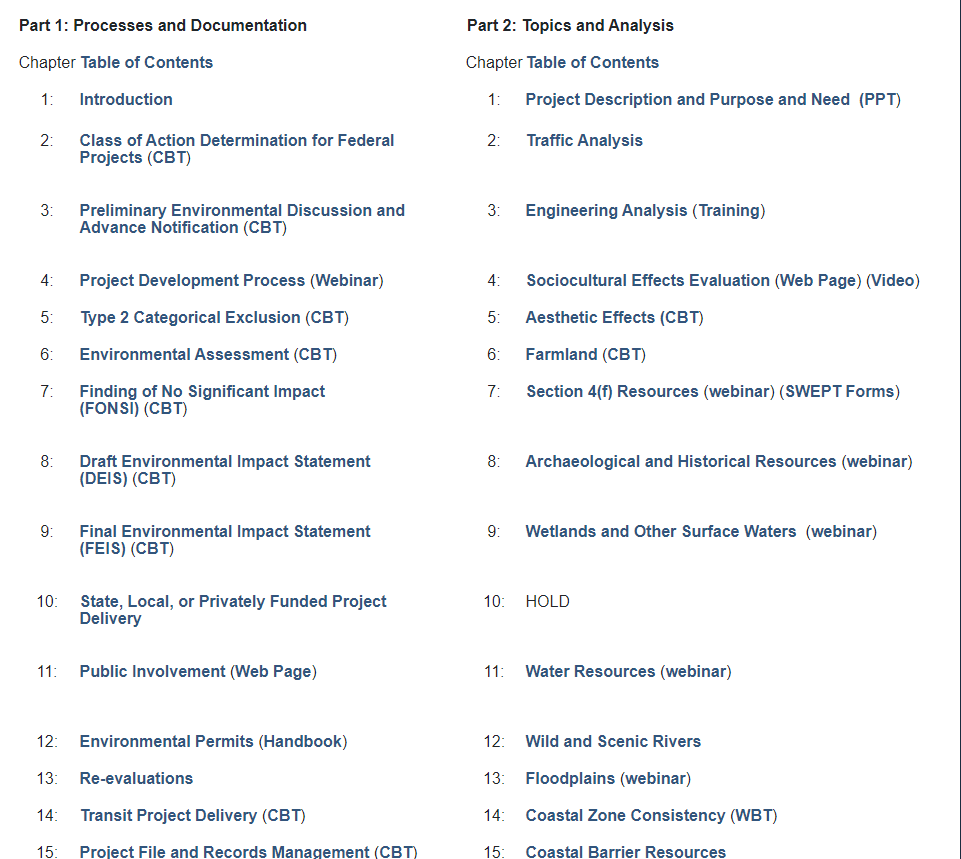 Part 1: Processes and Documentation
Chapter Table of Contents
1: Introduction
2: Class of Action Determination for Federal
Projects (CBT)
3: Preliminary Environmental Discussion and
Advance Notification (CBT)
4: Project Development Process (Webinar)
5: Type 2 Categorical Exclusion (CBT)
6: Environmental Assessment (CBT)
7: Finding of No Significant Impact
(FONSI) (CBT)
8: Draft Environmental Impact Statement
(DEIS) (CBT)
9: Final Environmental Impact Statement
(FEIS) (CBT)
10: State, Local, or Privately Funded Project
Delivery
11: Public Involvement (Web Page)
12: Environmental Permits (Handbook)
13: Re-evaluations
14: Transit Project Delivery (CBT)
15: Project File and Records Management (CBT)
Part 2: Topics and Analysis
Chapter Table of Contents
1: Project Description and Purpose and Need (PPT)
2: Traffic Analysis
3: Engineering Analysis (Training)
4: Sociocultural Effects Evaluation (Web Page) (Video)
5: Aesthetic Effects (CBT)
6: Farmland (CBT)
7: Section 4(f) Resources (webinar) (SWEPT Forms)
8: Archaeological and Historical Resources (webinar)
9: Wetlands and Other Surface Waters (webinar)
10: HOLD
11: Water Resources (webinar)
12: Wild and Scenic Rivers
13: Floodplains (webinar)
14: Coastal Zone Consistency (WBT)
15: Coastal Barrier Resources